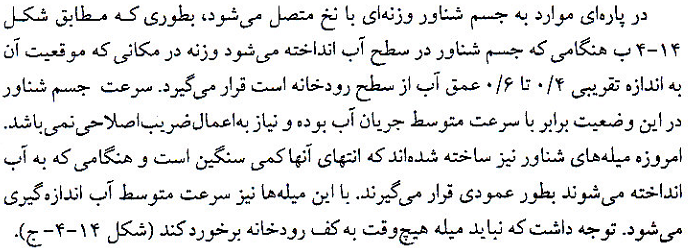 در پاره‌ای موارد به جسم شناور وزنه‌ای با نخ متصل می‌شود، بطوری که مطابق شکل
۱۴-۴ ب هنگامی که جسم شناور در سطح آب انداخته می‌شود وزنه در مکانی که موقعیت آن
به اندازه تقریبی ۰/۴ تا ۰/۶ عمق آب از سطح رودخانه است قرار می‌گیرد. سرعت جسم شناور
در این وضعیت برابر با سرعت متوسط جریان آب بوده و نیاز به‌اعمال‌ضریب‌اصلاحی‌نمی‌باشد.
امروزه میله‌های شناور نیز ساخته شده‌اند که انتهای آنها کمی سنگین است و هنگامی که به آب
انداخته می‌شوند بطور عمودی قرار می‌گیرند. با این میله‌ها نیز سرعت متوسط آب اندازه‌گیری
می‌شود. توجه داشت که نباید میله هیچ‌وقت به کف رودخانه برخورد کند (شکل ۱۴-۴-ج).